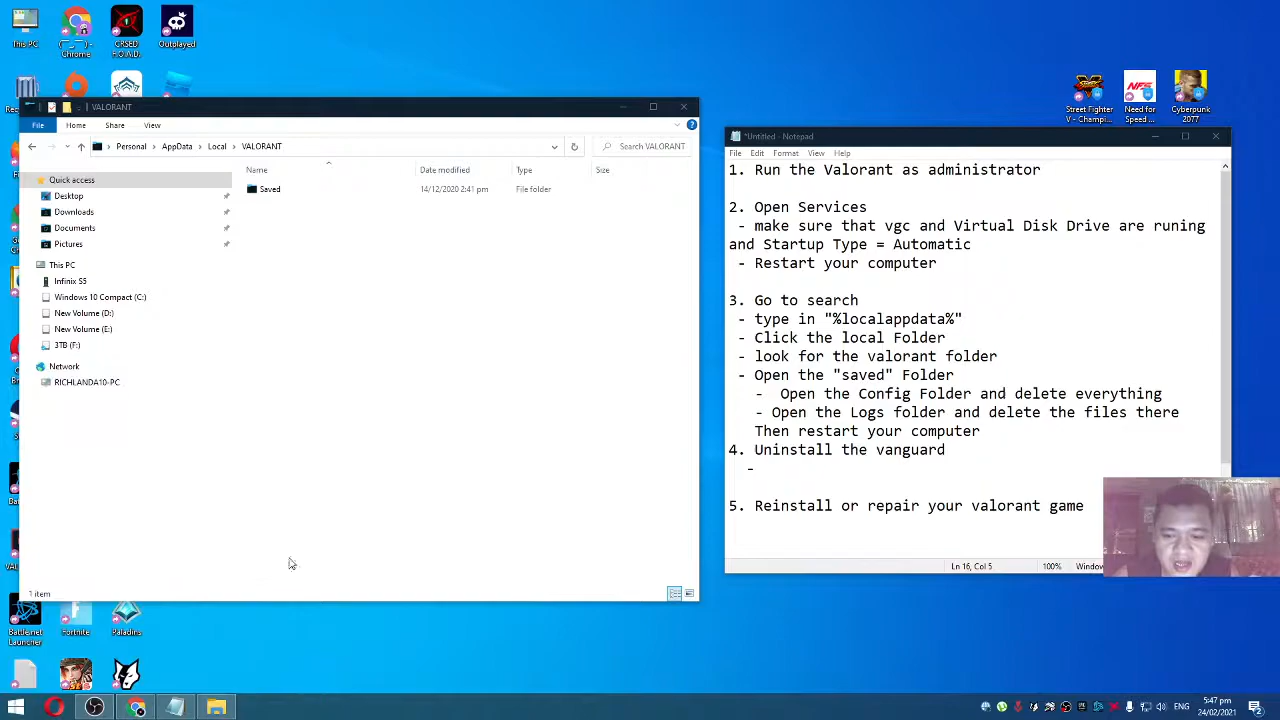 This PC
Chrome
CRSED
F.O.A.D.
Outplayed
Street Fighter
V - Champi...
Need for
Speed ...
Cyberpunk
2077
VALORANT
File
Home
Share
View
Personal
AppData
Local
VALORANT
Search VALORANT
Name
Date modified
Type
Size
Saved
14/12/2020 2:41 pm
File folder
Quick access
Desktop
Downloads
Documents
Pictures
This PC
Infinix S5
Windows 10 Compact (C:)
New Volume (D:)
New Volume (E:)
3TB (F:)
Network
RICHLANDA10-PC
1 item
*Untitled - Notepad
File
Edit
Format
View
Help
1. Run the Valorant as administrator
2. Open Services
- make sure that vgc and Virtual Disk Drive are runing
and Startup Type = Automatic
- Restart your computer
3. Go to search
- type in "%localappdata%"
- Click the local Folder
- look for the valorant folder
- Open the "saved" Folder
- Open the Config Folder and delete everything
- Open the Logs folder and delete the files there
Then restart your computer
4. Uninstall the vanguard
-
5. Reinstall or repair your valorant game
Ln 16, Col 5
100%
Window
Battle.net
Launcher
Fortnite
Paladins
ENG
5:47 pm
24/02/2021
2